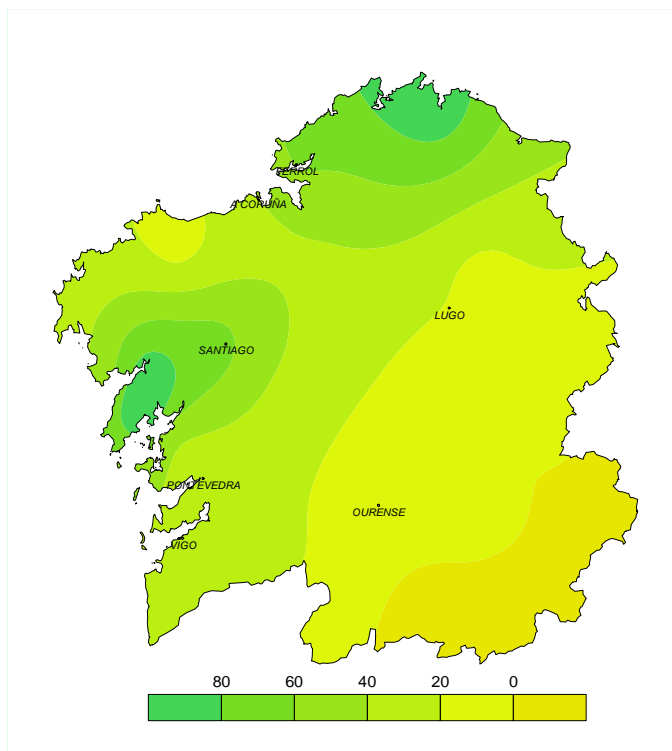 FERROL
A CORUÑA
LUGO
SANTIAGO
PONTEVEDRA
OURENSE
VIGO
80 60 40 20 0